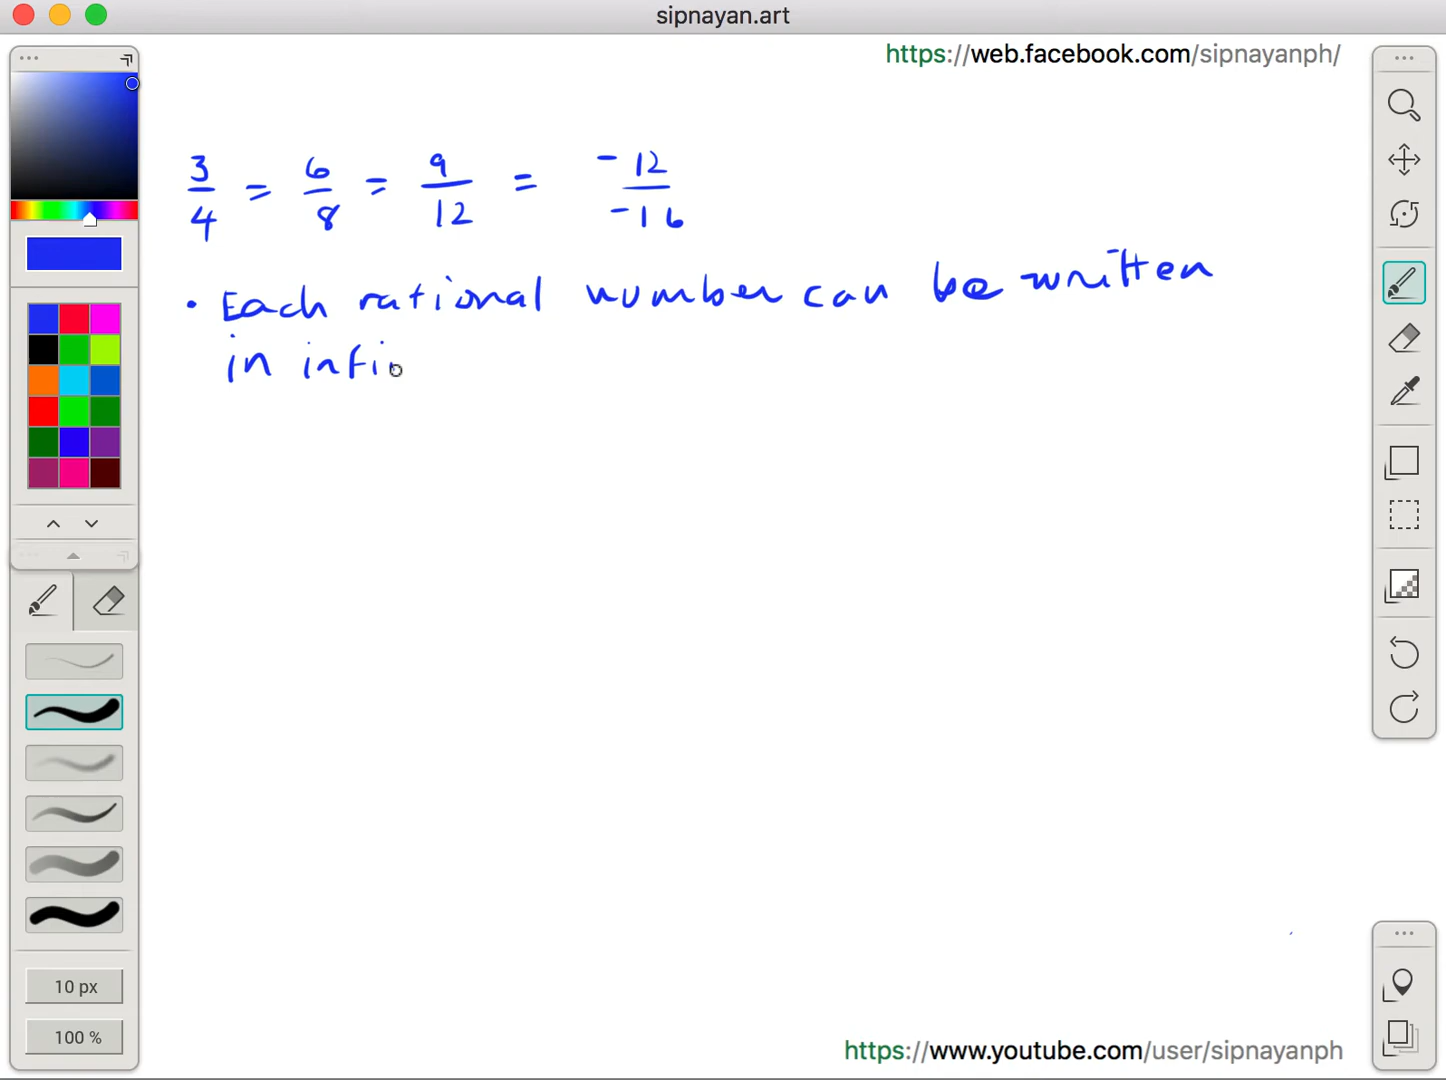 sipnayan.art
https://web.facebook.com/sipnayanph/
3/4 = 6/8 = 9/12 = -12/-16
• Each rational number can be written
in infi
10 px
100 %
https://www.youtube.com/user/sipnayanph